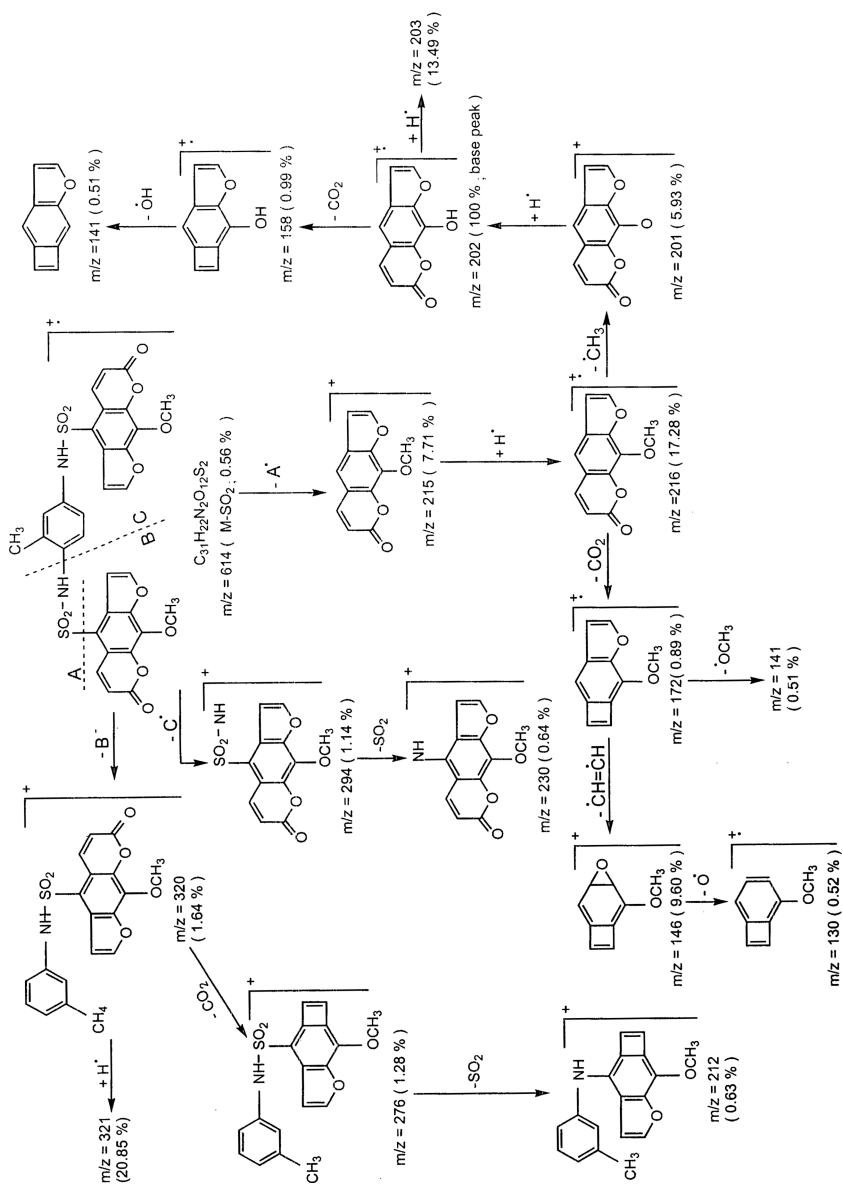 CH3
SO2–NH
NH–SO2
A
B
C
O
O
O
OCH3
O
O
O
OCH3
+·
C31H22N2O12S2
m/z = 614 ( M-SO2 ; 0.56 %)
- A·
+
O
O
O
OCH3
m/z = 215 ( 7.71 %)
+ H·
+·
O
O
O
OCH3
m/z =216 ( 17.28 %)
- ·CH3
+
O
O
O
O
m/z = 201 ( 5.93 %)
+ H·
+·
O
O
O
OH
m/z = 202 (100 % ; base peak)
+ H·
m/z = 203
( 13.49 %)
- CO2
+·
O
OH
m/z = 158 ( 0.99 %)
- ·OH
O
m/z =141 ( 0.51 %)
- CO2
+·
O
OCH3
m/z = 172( 0.89 %)
- ·OCH3
m/z = 141
( 0.51 %)
- ·CH=·CH
+
O
OCH3
m/z = 146 ( 9.60 %)
- O·
+·
OCH3
m/z = 130 ( 0.52 %)
- C·
+
SO2 – NH
O
O
O
OCH3
m/z = 294 ( 1.14 %)
-SO2
+
NH
O
O
O
OCH3
m/z = 230 ( 0.64 %)
- B
+
NH–SO2
CH4
O
O
O
OCH3
m/z = 320
( 1.64 %)
+ H·
m/z = 321
(20.85 %)
- CO2
+
NH–SO2
CH3
O
OCH3
m/z = 276 ( 1.28 %)
-SO2
+
NH
CH3
O
OCH3
m/z = 212
( 0.63 %)